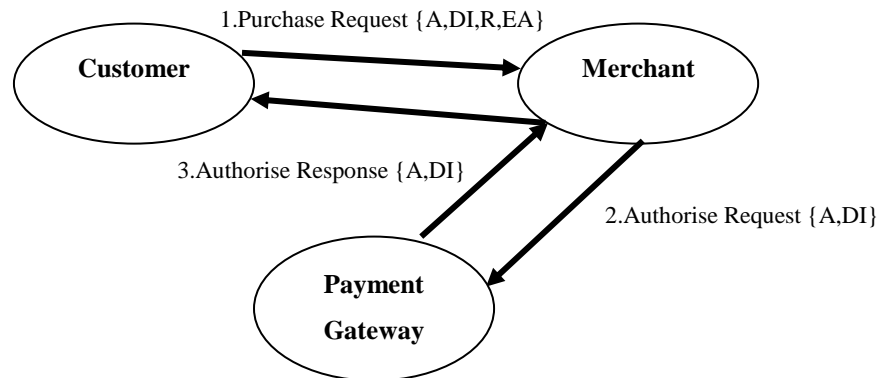 1.Purchase Request {A,DI,R,EA}
Customer
Merchant
3.Authorise Response {A,DI}
2.Authorise Request {A,DI}
Payment
Gateway